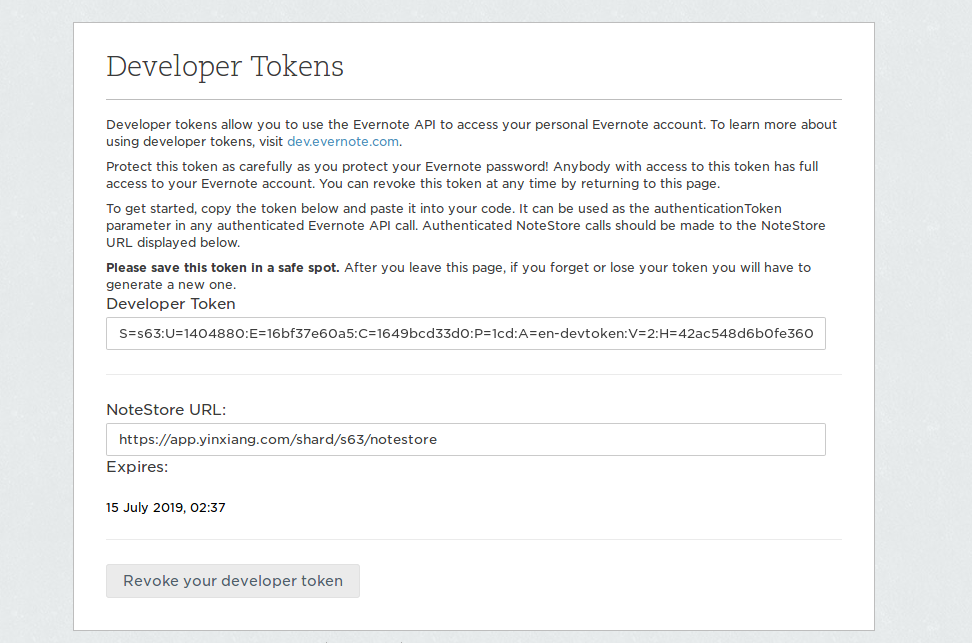 Developer Tokens
Developer tokens allow you to use the Evernote API to access your personal Evernote account. To learn more about
using developer tokens, visit dev.evernote.com.
Protect this token as carefully as you protect your Evernote password! Anybody with access to this token has full
access to your Evernote account. You can revoke this token at any time by returning to this page.
To get started, copy the token below and paste it into your code. It can be used as the authenticationToken
parameter in any authenticated Evernote API call. Authenticated NoteStore calls should be made to the NoteStore
URL displayed below.
Please save this token in a safe spot. After you leave this page, if you forget or lose your token you will have to
generate a new one.
Developer Token
S=s63:U=1404880:E=16bf37e60a5:C=1649bcd33d0:P=1cd:A=en-devtoken:V=2:H=42ac548d6b0fe360
NoteStore URL:
https://app.yinxiang.com/shard/s63/notestore
Expires:
15 July 2019, 02:37
Revoke your developer token